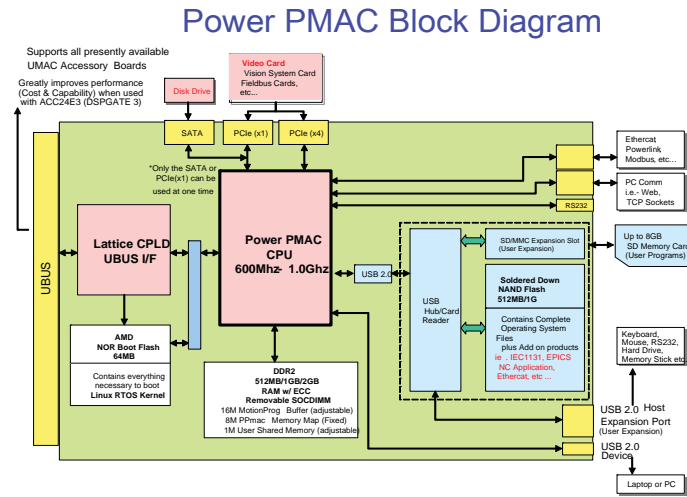 Power PMAC Block Diagram
Supports all presently available
UMAC Accessory Boards
Greatly improves performance
(Cost & Capability) when used
with ACC24E3 (DSPGATE 3)
Disk Drive
Video Card
Vision System Card
Fieldbus Cards,
etc...
SATA
PCIe (x1)
PCIe (x4)
*Only the SATA or
PCIe(x1) can be
used at one time
Ethercat,
Powerlink,
Modbus, etc...
PC Comm
i.e.- Web,
TCP Sockets
RS232
UBUS
Lattice CPLD
UBUS I/F
Power PMAC
CPU
600Mhz- 1.0Ghz
USB 2.0
USB
Hub/Card
Reader
SD/MMC Expansion Slot
(User Expansion)
Soldered Down
NAND Flash
512MB/1G
Contains Complete
Operating System
Files
plus Add on products
ie . IEC1131, EPICS
NC Application,
Ethercat, etc ...
Up to 8GB
SD Memory Card
(User Programs)
AMD
NOR Boot Flash
64MB
Contains everything
necessary to boot
Linux RTOS Kernel
DDR2
512MB/1GB/2GB
RAM w/ ECC
Removable SOCDIMM
16M MotionProg Buffer (adjustable)
8M PPmac Memory Map (Fixed)
1M User Shared Memory (adjustable)
Keyboard,
Mouse, RS232,
Hard Drive,
Memory Stick etc.
USB 2.0 Host
Expansion Port
(User Expansion)
USB 2.0
Device
Laptop or PC